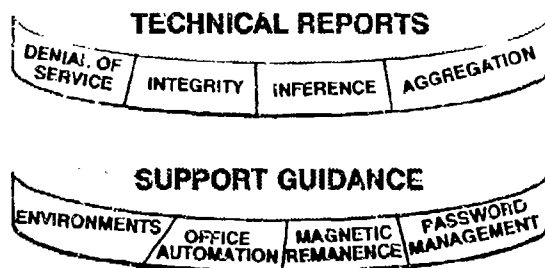 TECHNICAL REPORTS
DENIAL OF
SERVICE
INTEGRITY
INFERENCE
AGGREGATION
SUPPORT GUIDANCE
ENVIRONMENTS
OFFICE
AUTOMATION
MAGNETIC
REMANENCE
PASSWORD
MANAGEMENT